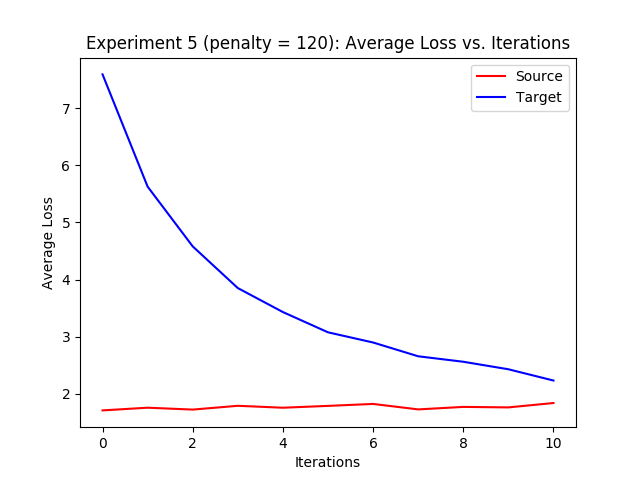 Experiment 5 (penalty = 120): Average Loss vs. Iterations
Source
Target
7
6
5
4
3
2
Average Loss
0 2 4 6 8 10
Iterations